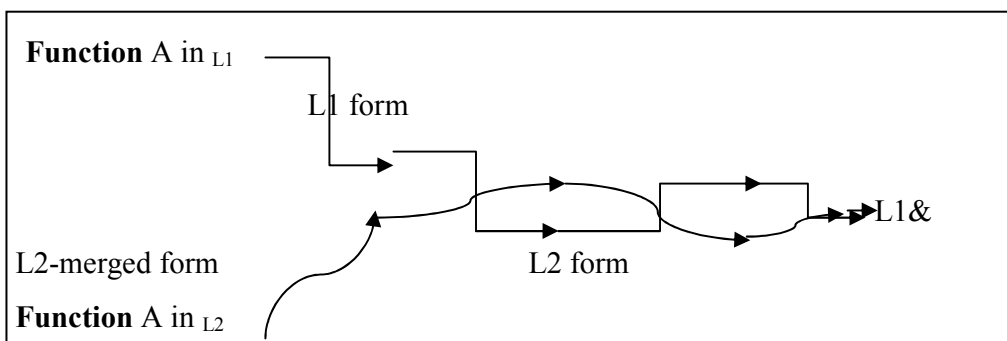 Function A in L1
L1 form
L1&
L2-merged form
L2 form
Function A in L2